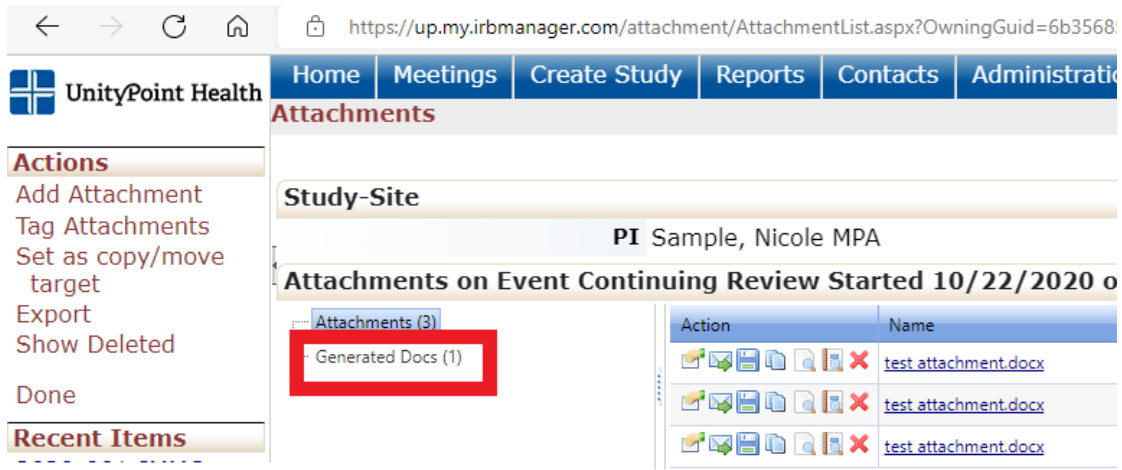 https://up.my.irbmanager.com/attachment/AttachmentList.aspx?OwningGuid=6b3568
UnityPoint Health
Home Meetings Create Study Reports Contacts
Attachments
Actions
Add Attachment
Tag Attachments
Set as copy/move
target
Export
Show Deleted
Done
Recent Items
Study-Site
PI Sample, Nicole MPA
Attachments on Event Continuing Review Started 10/22/2020 o
Attachments (3)
Generated Docs (1)
Action Name
test attachment.docx
test attachment.docx
test attachment.docx